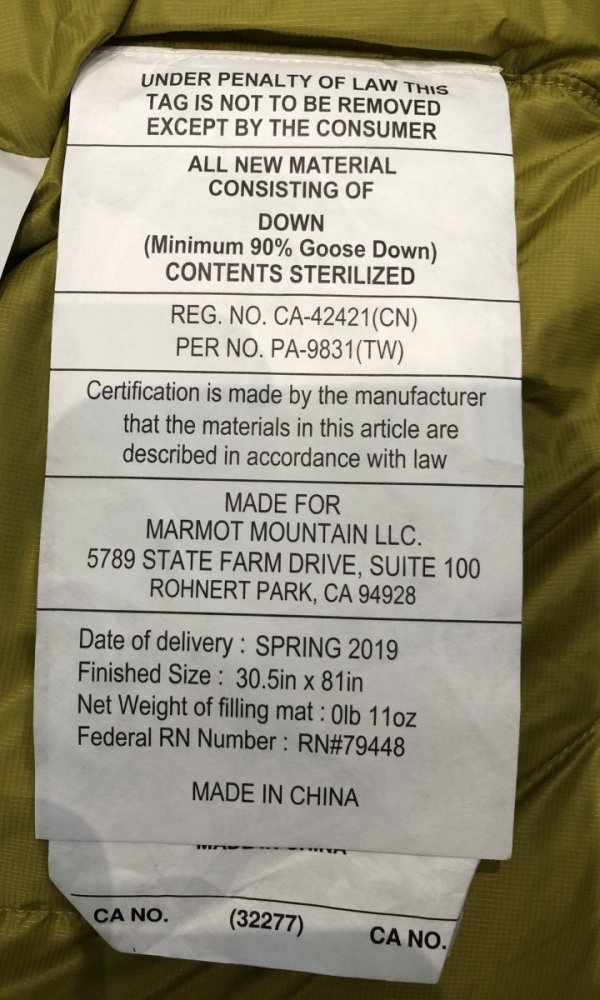 UNDER PENALTY OF LAW THIS
TAG IS NOT TO BE REMOVED
EXCEPT BY THE CONSUMER
ALL NEW MATERIAL
CONSISTING OF
DOWN
(Minimum 90% Goose Down)
CONTENTS STERILIZED
REG. NO. CA-42421(CN)
PER NO. PA-9831(TW)
Certification is made by the manufacturer
that the materials in this article are
described in accordance with law
MADE FOR
MARMOT MOUNTAIN LLC.
5789 STATE FARM DRIVE, SUITE 100
ROHNERT PARK, CA 94928
Date of delivery : SPRING 2019
Finished Size : 30.5in x 81in
Net Weight of filling mat : 0lb 11oz
Federal RN Number : RN#79448
MADE IN CHINA
CA NO. (32277) CA NO.